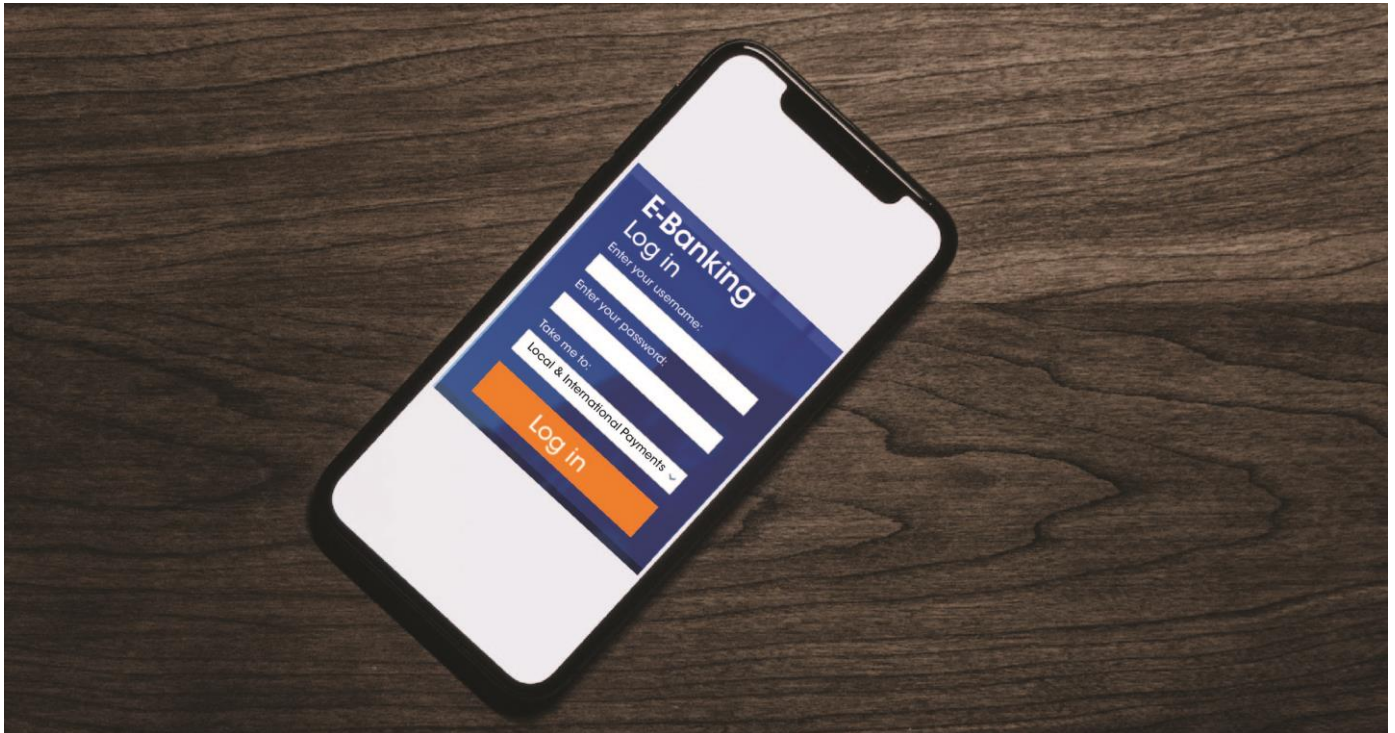 E-Banking
Log in
Enter your username:
Enter your password:
Take me to:
Local & International Payments
Log in